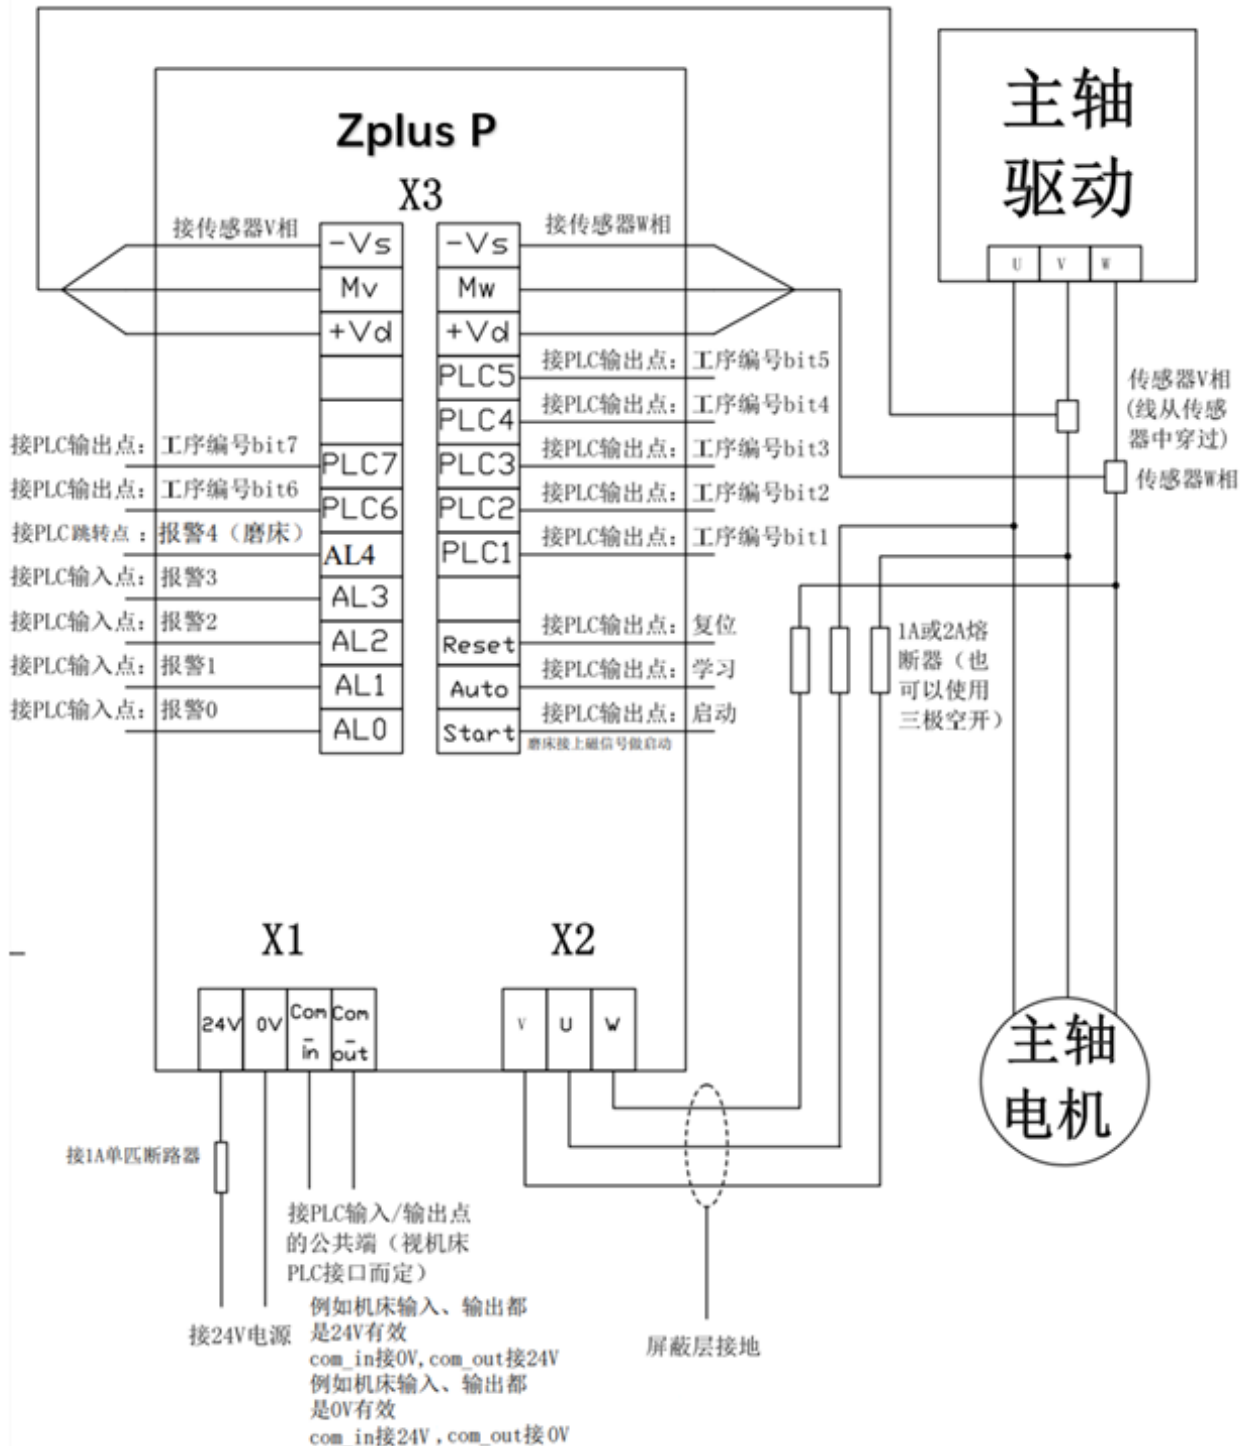 Zplus P
X3
接传感器V相
-Vs
Mv
+Vd
接PLC输出点：工序编号bit7
PLC7
接PLC输出点：工序编号bit6
PLC6
接PLC跳转点 ：报警4（磨床）
AL4
接PLC输入点：报警3
AL3
接PLC输入点：报警2
AL2
接PLC输入点：报警1
AL1
接PLC输入点：报警0
AL0
接传感器W相
-Vs
Mw
+Vd
接PLC输出点：工序编号bit5
PLC5
接PLC输出点：工序编号bit4
PLC4
接PLC输出点：工序编号bit3
PLC3
接PLC输出点：工序编号bit2
PLC2
接PLC输出点：工序编号bit1
PLC1
接PLC输出点：复位
Reset
接PLC输出点：学习
Auto
接PLC输出点：启动
Start
磨床接上磁信号做启动
主轴
驱动
U V W
传感器V相
(线从传感
器中穿过)
传感器W相
1A或2A熔
断器（也
可以使用
三极空开）
主轴
电机
X1
24V
0V
Com
-
in
Com
-
out
X2
V
U
W
接1A单匹断路器
接24V电源
接PLC输入/输出点
的公共端（视机床
PLC接口而定）
例如机床输入、输出都
是24V有效
com_in接0V,com_out接24V
例如机床输入、输出都
是0V有效
com_in接24V ,com_out接0V
屏蔽层接地